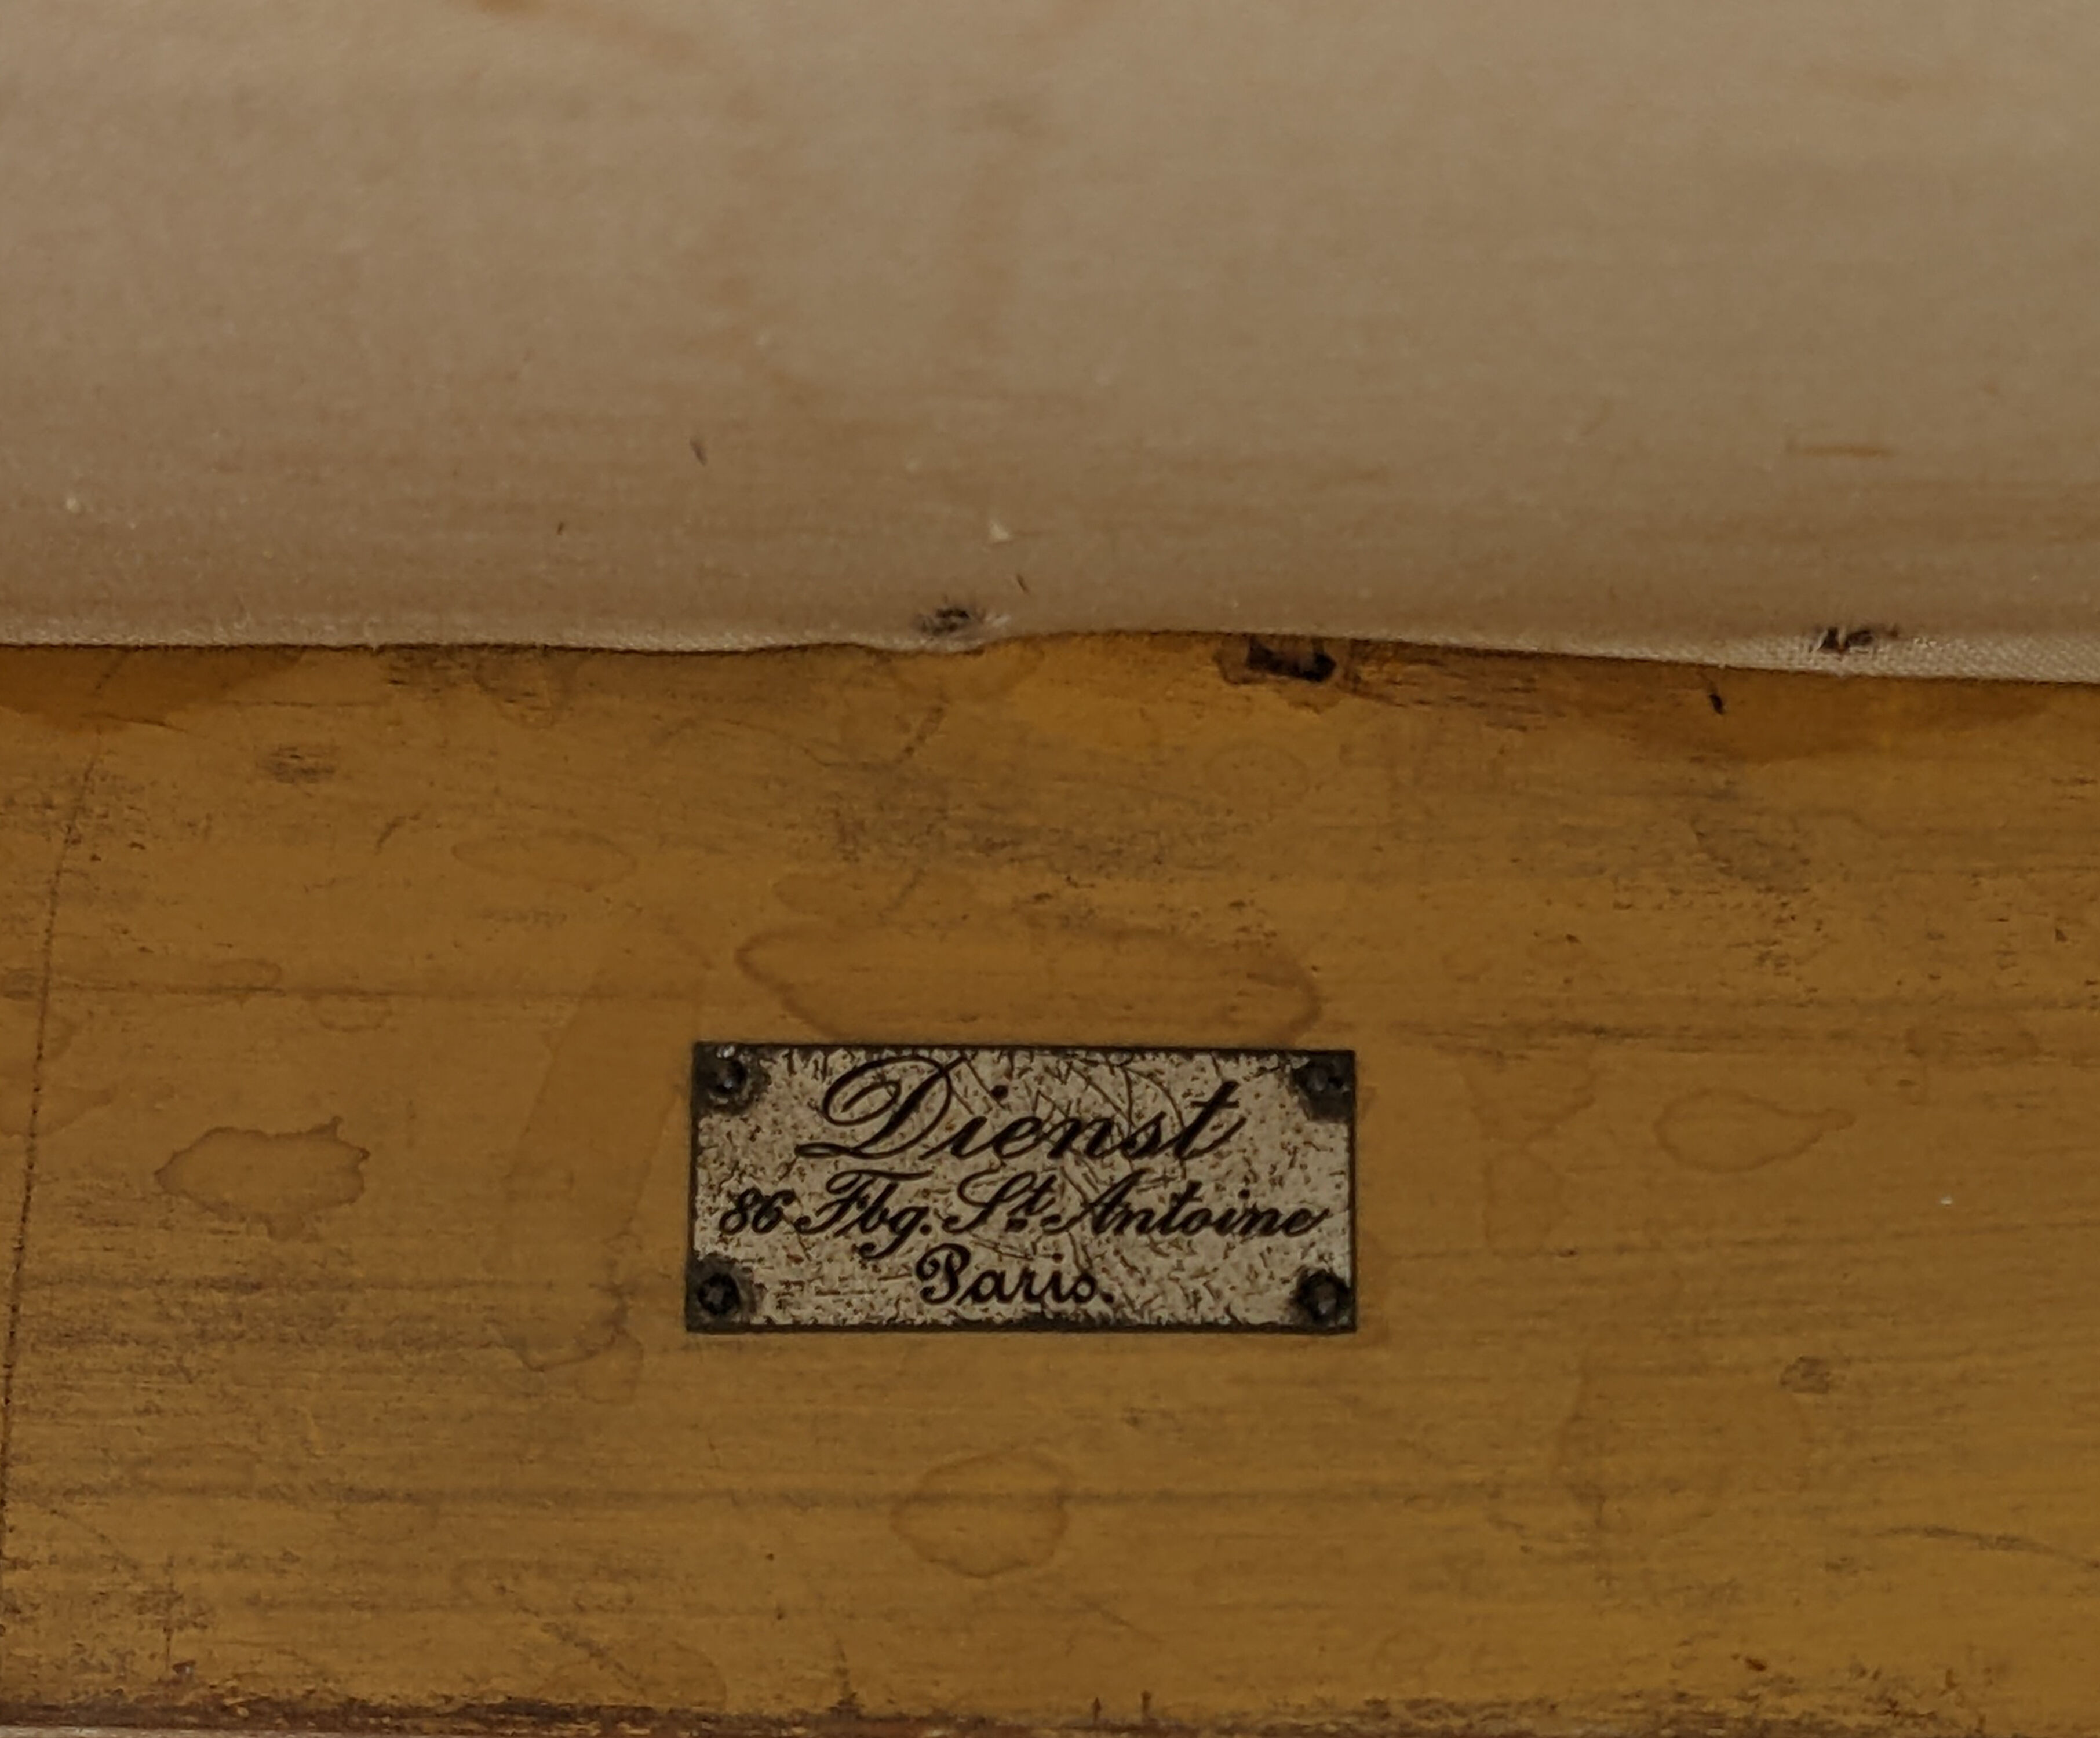 Dienst
86 Fbg. St. Antoine
Paris.